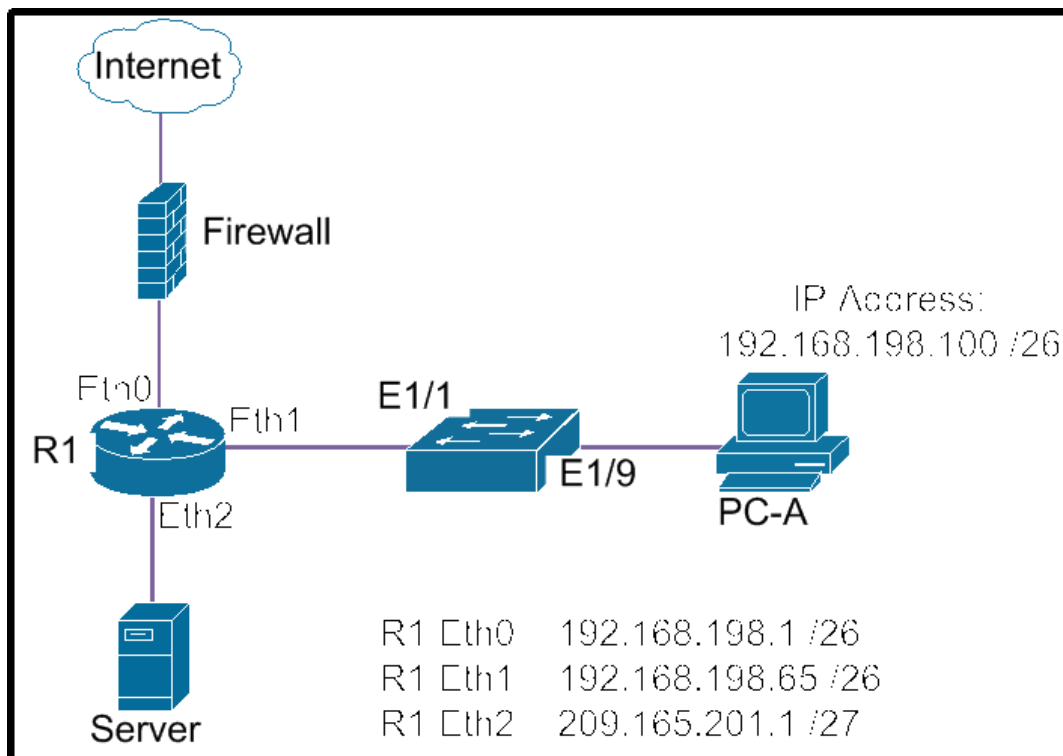 Internet
Firewall
IP Address:
192.168.198.100 /26
Eth0
E1/1
Eth1
R1
E1/9
PC-A
Eth2
R1 Eth0 192.168.198.1 /26
R1 Eth1 192.168.198.65 /26
R1 Eth2 209.165.201.1 /27
Server